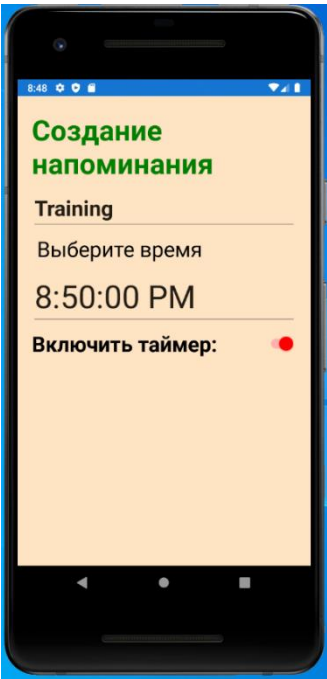 8:48
Создание
напоминания
Training
Выберите время
8:50:00 PM
Включить таймер: